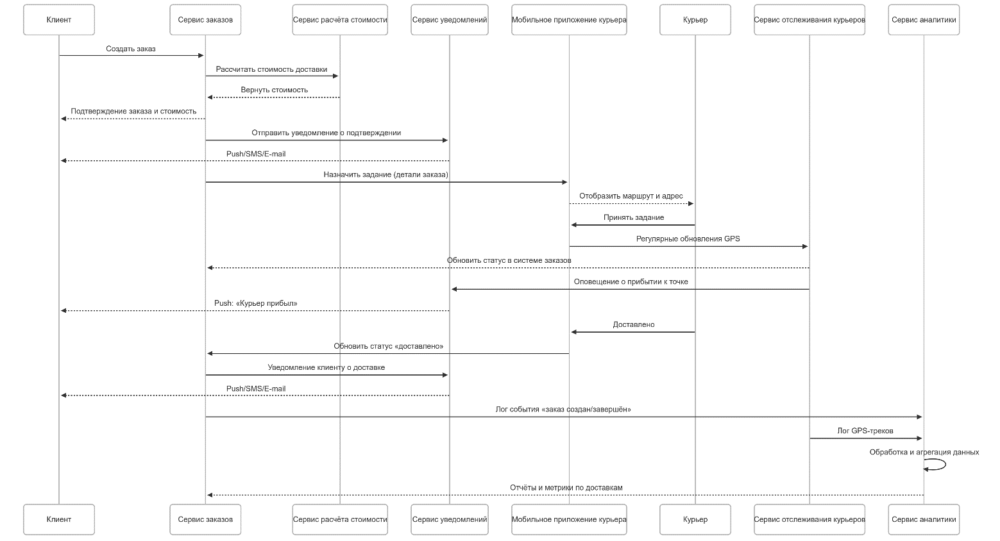 Клиент
Сервис заказов
Сервис расчёта стоимости
Сервис уведомлений
Мобильное приложение курьера
Курьер
Сервис отслеживания курьеров
Сервис аналитики
Создать заказ
Рассчитать стоимость доставки
Вернуть стоимость
Подтверждение заказа и стоимость
Отправить уведомление о подтверждении
Push/SMS/E-mail
Назначить задание (детали заказа)
Отобразить маршрут и адрес
Принять задание
Регулярные обновления GPS
Обновить статус в системе заказов
Оповещение о прибытии к точке
Push: «Курьер прибыл»
Доставлено
Обновить статус «доставлено»
Уведомление клиенту о доставке
Push/SMS/E-mail
Лог события «заказ создан/завершён»
Лог GPS-треков
Обработка и агрегация данных
Отчёты и метрики по доставкам
Клиент
Сервис заказов
Сервис расчёта стоимости
Сервис уведомлений
Мобильное приложение курьера
Курьер
Сервис отслеживания курьеров
Сервис аналитики